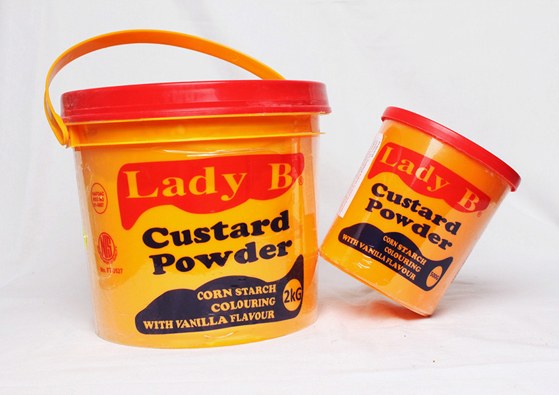 Lady B.
Custard
Powder
CORN STARCH
COLOURING
WITH VANILLA FLAVOUR
2KG
NIS
Lady B.
Custard
Powder
CORN STARCH
COLOURING
WITH VANILLA FLAVOUR